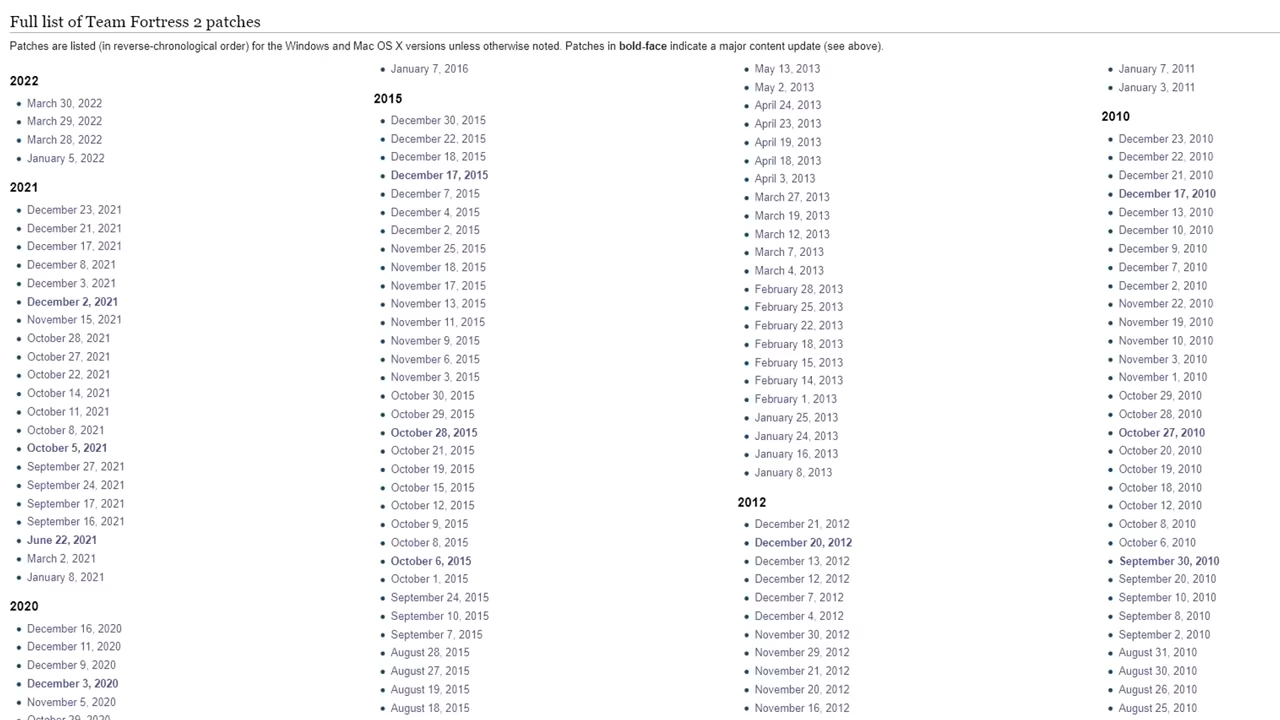 Full list of Team Fortress 2 patches
Patches are listed (in reverse-chronological order) for the Windows and Mac OS X versions unless otherwise noted. Patches in bold-face indicate a major content update (see above).
2022
March 30, 2022
March 29, 2022
March 28, 2022
January 5, 2022
2021
December 23, 2021
December 21, 2021
December 17, 2021
December 8, 2021
December 3, 2021
December 2, 2021
November 15, 2021
October 28, 2021
October 27, 2021
October 22, 2021
October 14, 2021
October 11, 2021
October 8, 2021
October 5, 2021
September 27, 2021
September 24, 2021
September 17, 2021
September 16, 2021
June 22, 2021
March 2, 2021
January 8, 2021
2020
December 16, 2020
December 11, 2020
December 9, 2020
December 3, 2020
November 5, 2020
October 29, 2020
January 7, 2016
2015
December 30, 2015
December 22, 2015
December 18, 2015
December 17, 2015
December 7, 2015
December 4, 2015
December 2, 2015
November 25, 2015
November 18, 2015
November 17, 2015
November 13, 2015
November 11, 2015
November 9, 2015
November 6, 2015
November 3, 2015
October 30, 2015
October 29, 2015
October 28, 2015
October 21, 2015
October 19, 2015
October 15, 2015
October 12, 2015
October 9, 2015
October 8, 2015
October 6, 2015
October 1, 2015
September 24, 2015
September 10, 2015
September 7, 2015
August 28, 2015
August 27, 2015
August 19, 2015
August 18, 2015
May 13, 2013
May 2, 2013
April 24, 2013
April 23, 2013
April 19, 2013
April 18, 2013
April 3, 2013
March 27, 2013
March 19, 2013
March 12, 2013
March 7, 2013
March 4, 2013
February 28, 2013
February 25, 2013
February 22, 2013
February 18, 2013
February 15, 2013
February 14, 2013
February 1, 2013
January 25, 2013
January 24, 2013
January 16, 2013
January 8, 2013
2012
December 21, 2012
December 20, 2012
December 13, 2012
December 12, 2012
December 7, 2012
December 4, 2012
November 30, 2012
November 29, 2012
November 21, 2012
November 20, 2012
November 16, 2012
January 7, 2011
January 3, 2011
2010
December 23, 2010
December 22, 2010
December 21, 2010
December 17, 2010
December 13, 2010
December 10, 2010
December 9, 2010
December 7, 2010
December 2, 2010
November 22, 2010
November 19, 2010
November 10, 2010
November 3, 2010
November 1, 2010
October 29, 2010
October 28, 2010
October 27, 2010
October 20, 2010
October 19, 2010
October 18, 2010
October 12, 2010
October 8, 2010
October 6, 2010
September 30, 2010
September 20, 2010
September 10, 2010
September 8, 2010
September 2, 2010
August 31, 2010
August 30, 2010
August 26, 2010
August 25, 2010